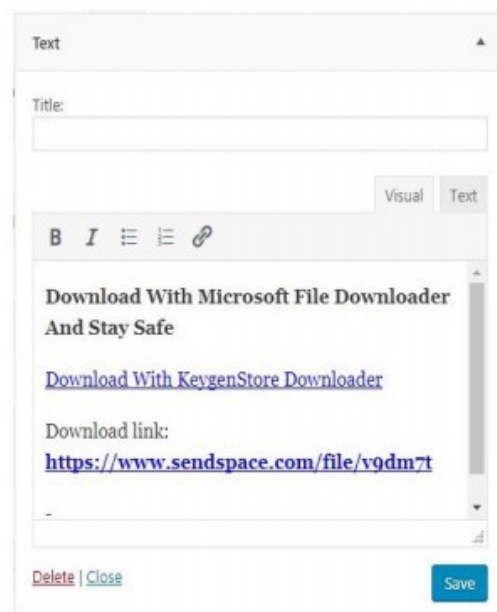 Text
Title:
Visual Text
B I
Download With Microsoft File Downloader
And Stay Safe
Download With KeygenStore Downloader
Download link:
https://www.sendspace.com/file/v9dm7t
-
Delete | Close
Save